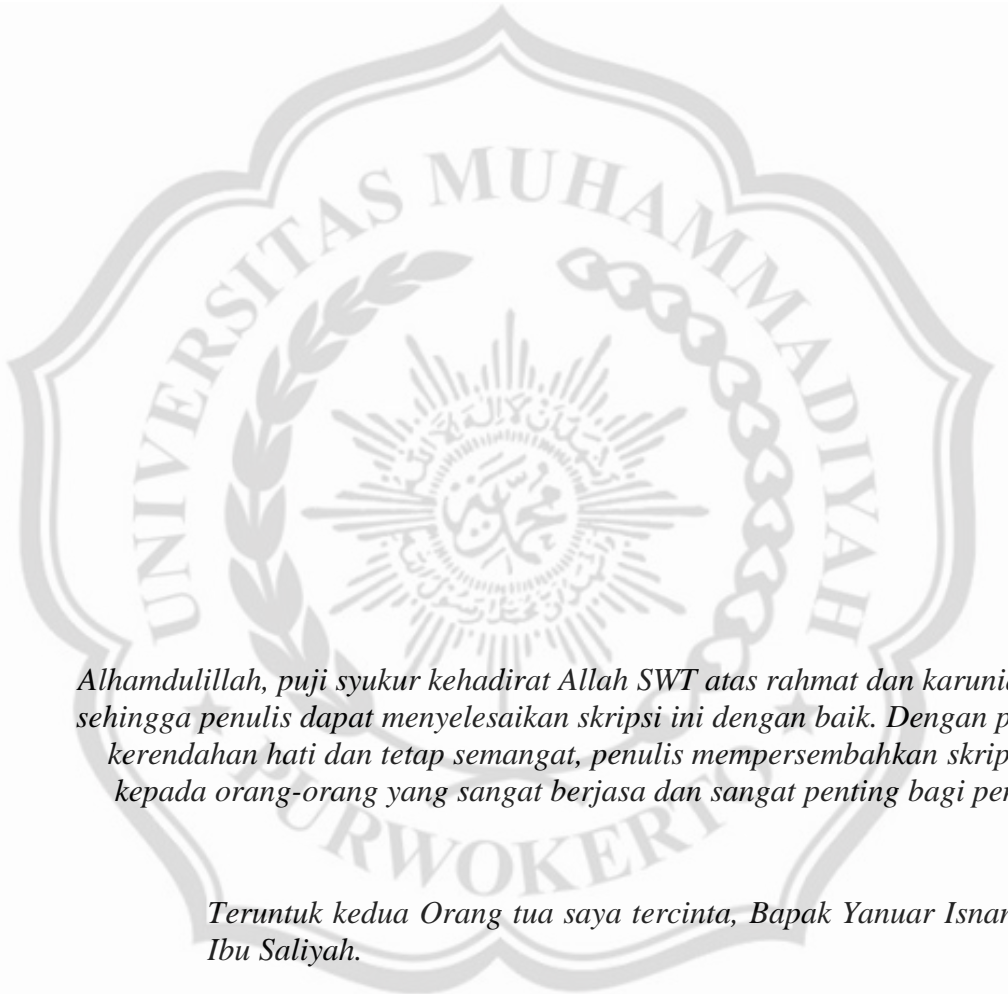 UNIVERSITAS MUHAMMADIYAH
PURWOKERTO
Alhamdulillah, puji syukur kehadirat Allah SWT atas rahmat dan karunia
sehingga penulis dapat menyelesaikan skripsi ini dengan baik. Dengan p
kerendahan hati dan tetap semangat, penulis mempersembahkan skrip
kepada orang-orang yang sangat berjasa dan sangat penting bagi per
Teruntuk kedua Orang tua saya tercinta, Bapak Yanuar Isnar
Ibu Saliyah.